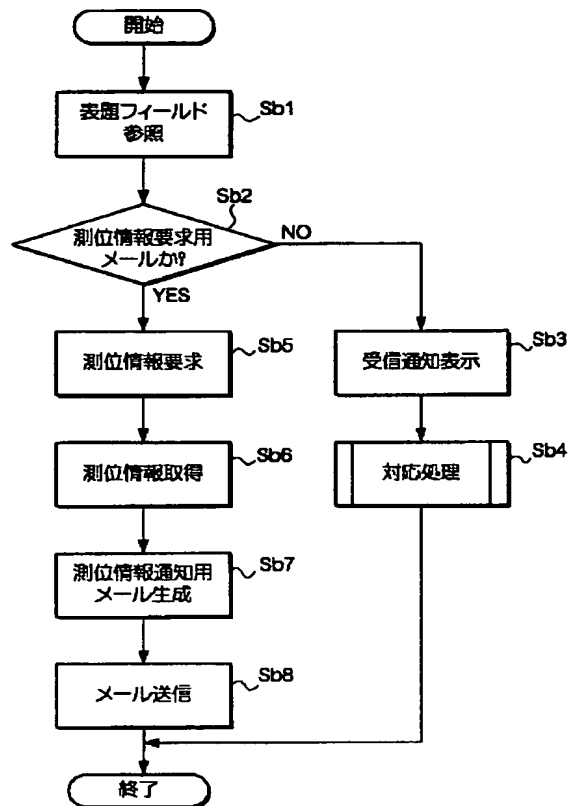 開始
表題フィールド
参照
Sb1
Sb2
測位情報要求用
メールか?
NO
YES
測位情報要求
Sb5
受信通知表示
Sb3
測位情報取得
Sb6
対応処理
Sb4
測位情報通知用
メール生成
Sb7
メール送信
Sb8
終了